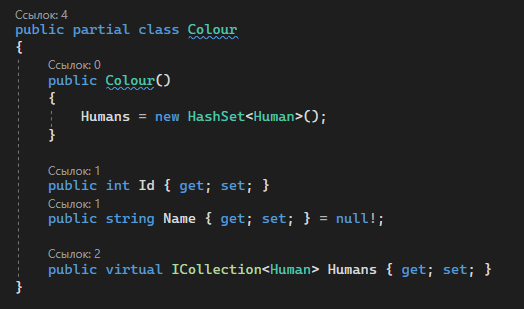 Ссылок: 4
public partial class Colour
{
Ссылок: 0
public Colour()
{
Humans = new HashSet<Human>();
}
Ссылок: 1
public int Id { get; set; }
Ссылок: 1
public string Name { get; set; } = null!;
Ссылок: 2
public virtual ICollection<Human> Humans { get; set; }
}